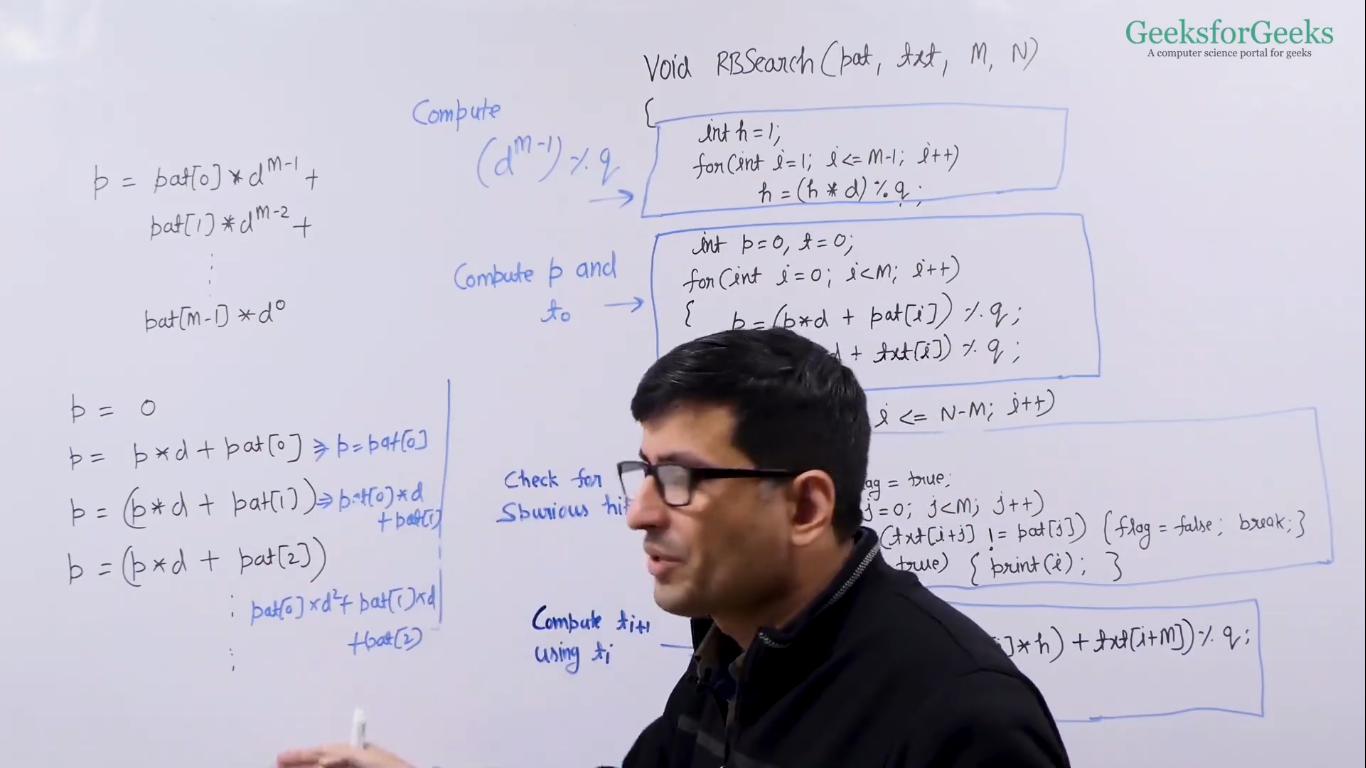 GeeksforGeeks
A computer science portal for geeks
Void RBSearch(pat, txt, M, N)
{
Compute
(d^M-1) % q
int h=1;
for(int i=1; i<=M-1; i++)
h=(h * d) % q;
p = pat[0] * d^M-1 +
pat[1] * d^M-2 +
⋮
pat[M-1] * d^0
Compute p and
t₀
int p=0, t=0;
for(int i=0; i<M; i++)
{ p=(p*d + pat[i]) % q;
d + txt[i]) % q;
i <= N-M; i++)
p = 0
p = p*d + pat[0] ⇒ p=pat[0]
p = (p*d + pat[1]) ⇒ pat[0]*d
+pat[1]
p = (p*d + pat[2])
pat[0]*d²+ pat[1]*d
+pat[2]
⋮
Check for
Spurious hit
ag = true;
j=0; j<M; j++)
(txt[i+j] != pat[j]) {flag = false; break;}
true) { print(i); }
Compute tᵢ₊₁
using tᵢ
i]*h) + txt[i+M]) % q;